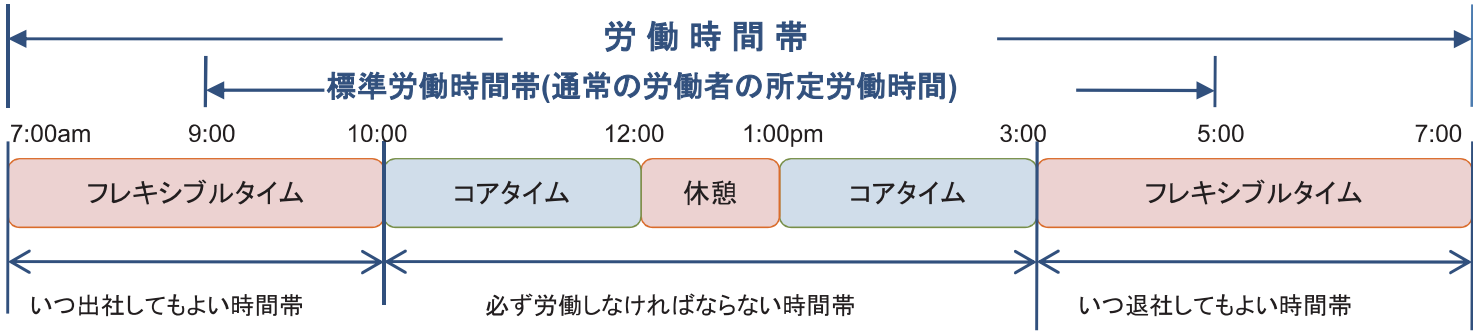 労働時間帯
標準労働時間帯(通常の労働者の所定労働時間)
7:00am 9:00 10:00 12:00 1:00pm 3:00 5:00 7:00
フレキシブルタイム コアタイム 休憩 コアタイム フレキシブルタイム
いつ出社してもよい時間帯 必ず労働しなければならない時間帯 いつ退社してもよい時間帯